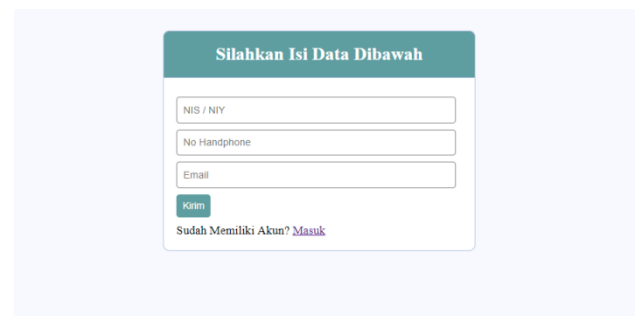 Silahkan Isi Data Dibawah
NIS / NIY
No Handphone
Email
Kirim
Sudah Memiliki Akun? Masuk